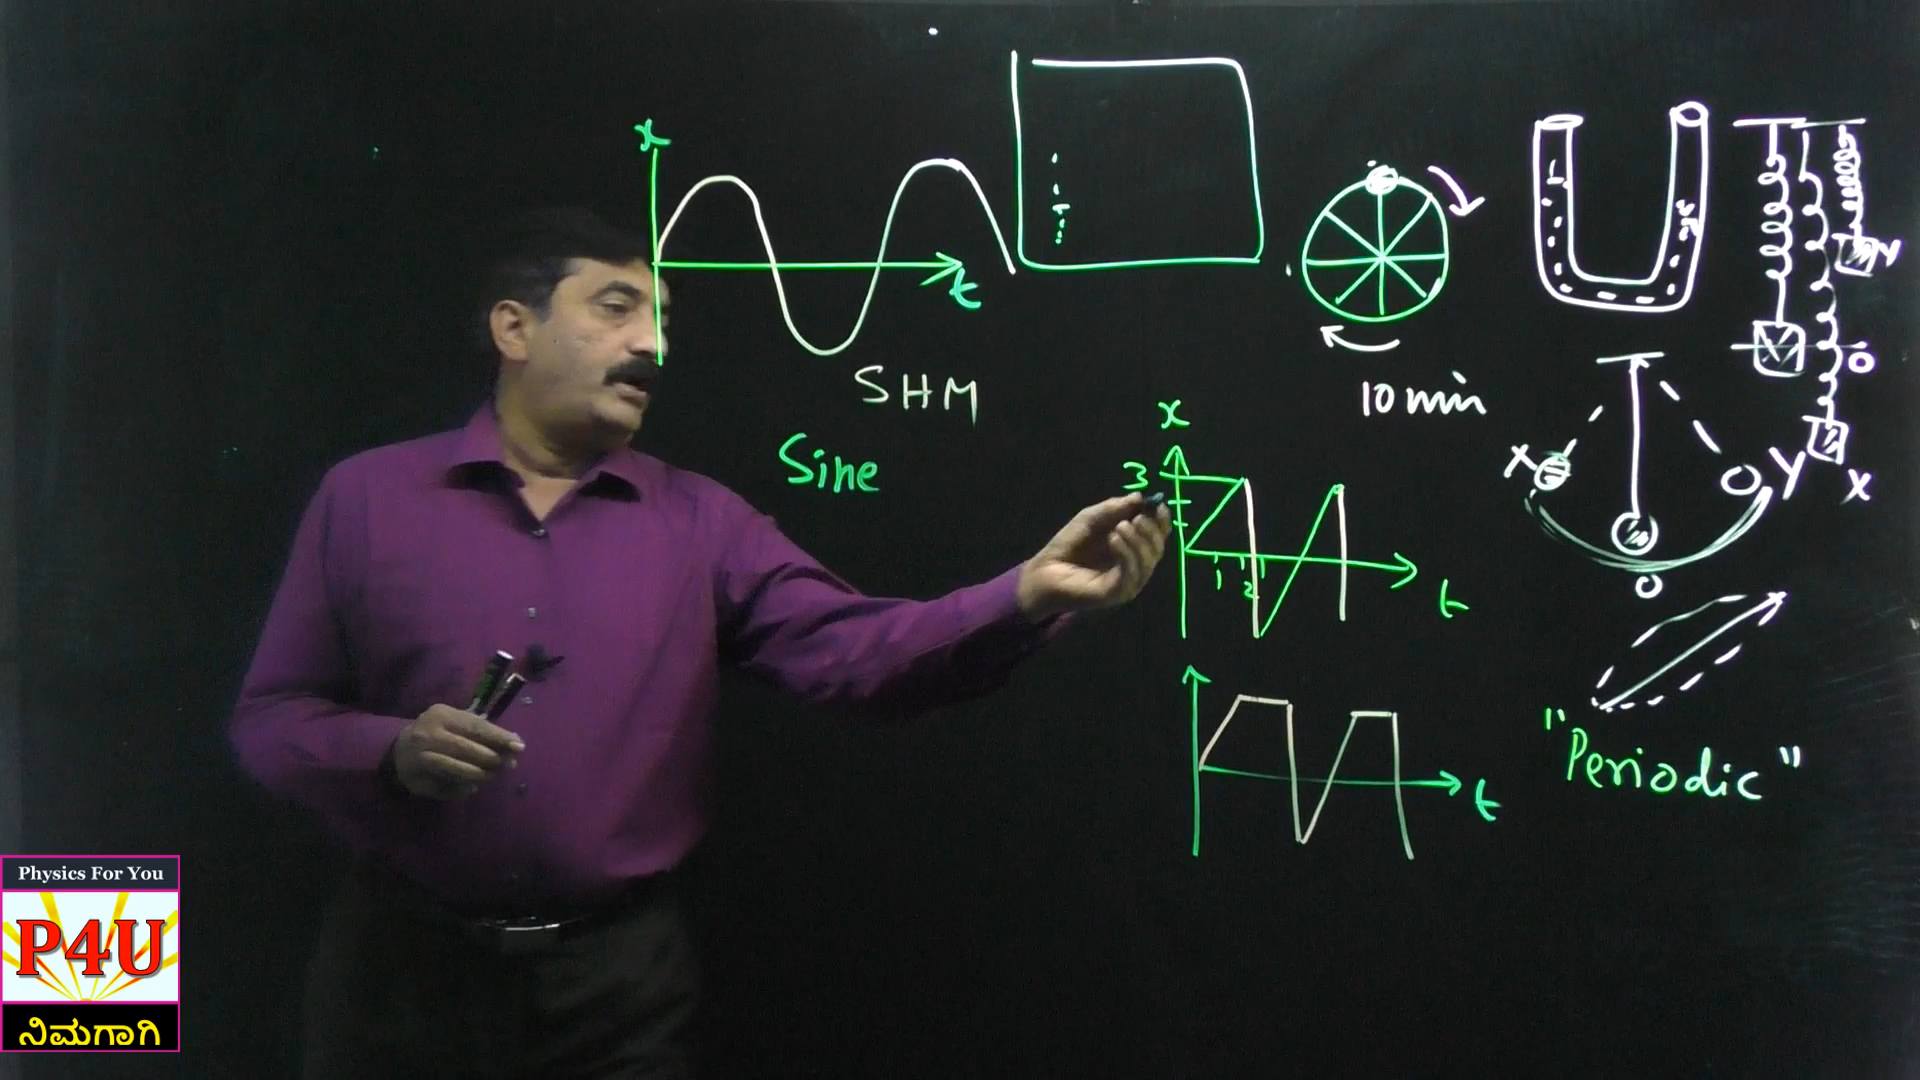 x
t
SHM
Sine
10 min
Y
O
X
x
3
1
2
t
X
Y
O
"Periodic"
t
Physics For You
P4U
ನಿಮಗಾಗಿ